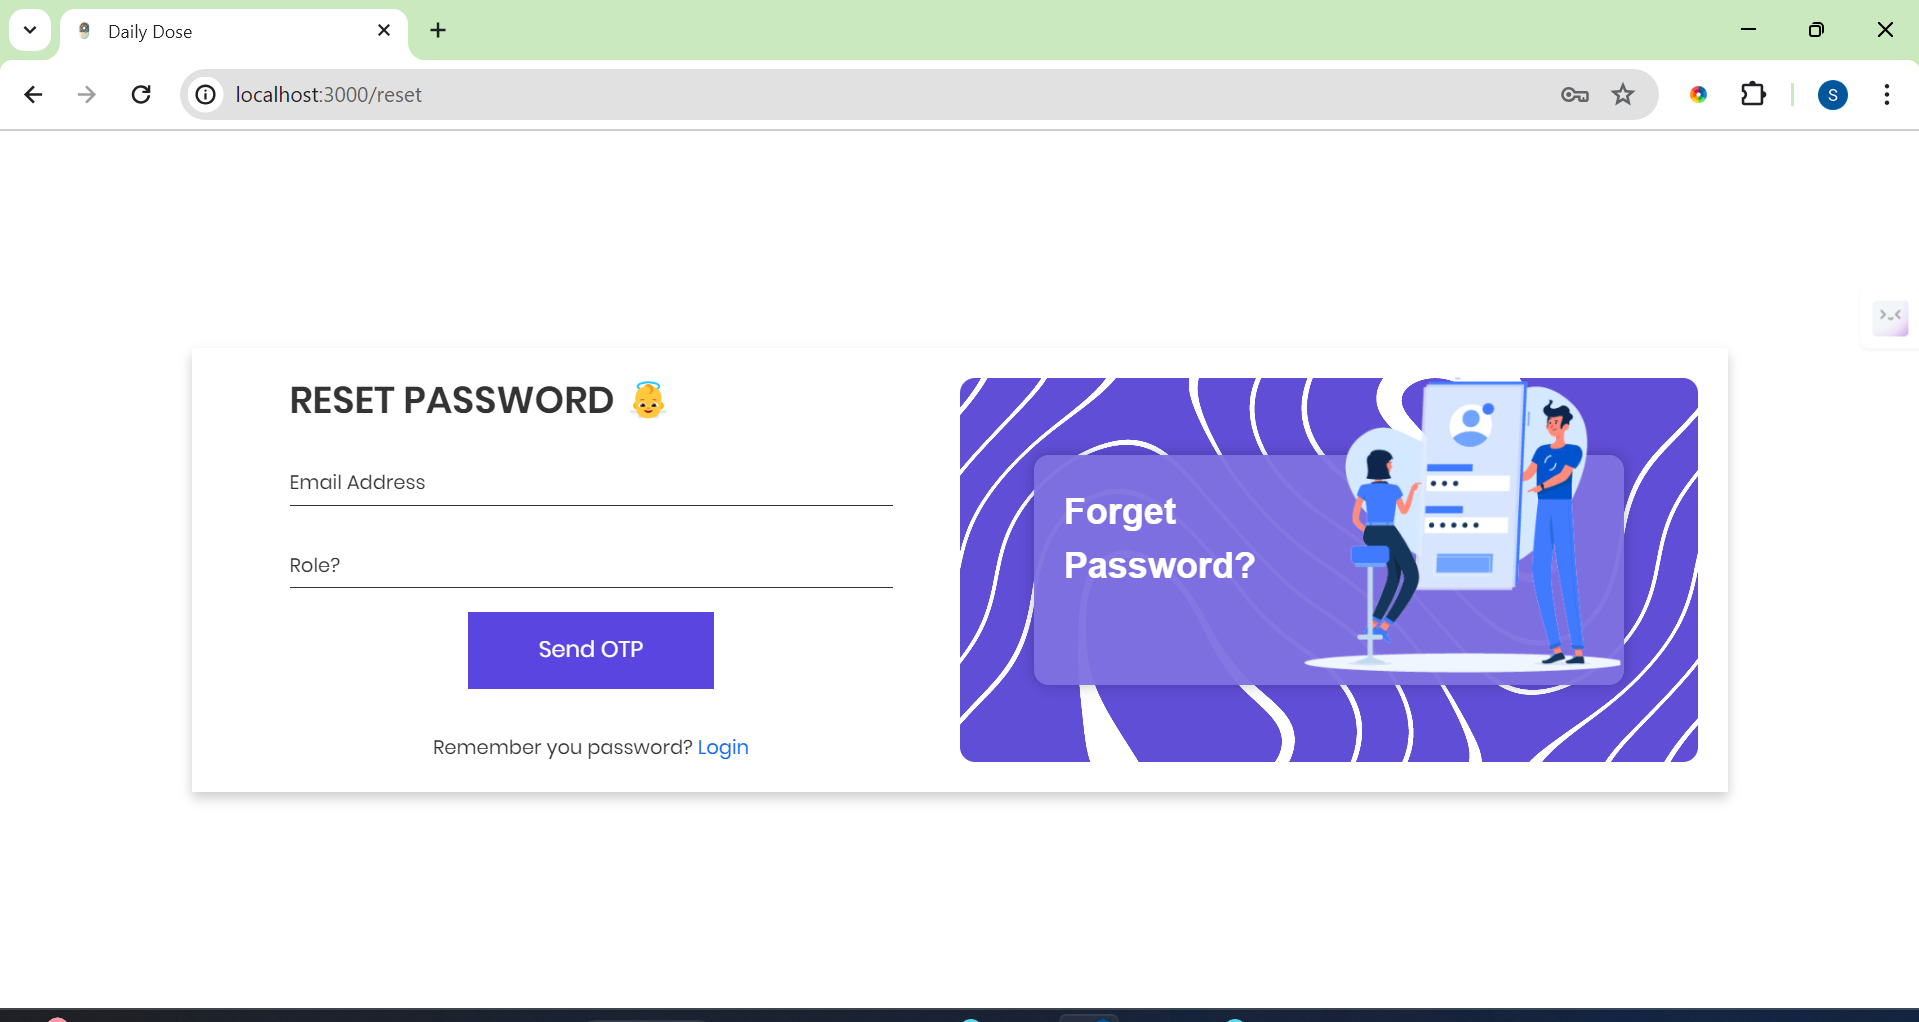 Daily Dose
localhost:3000/reset
S
RESET PASSWORD 👼
Email Address
Role?
Send OTP
Remember you password? Login
Forget
Password?